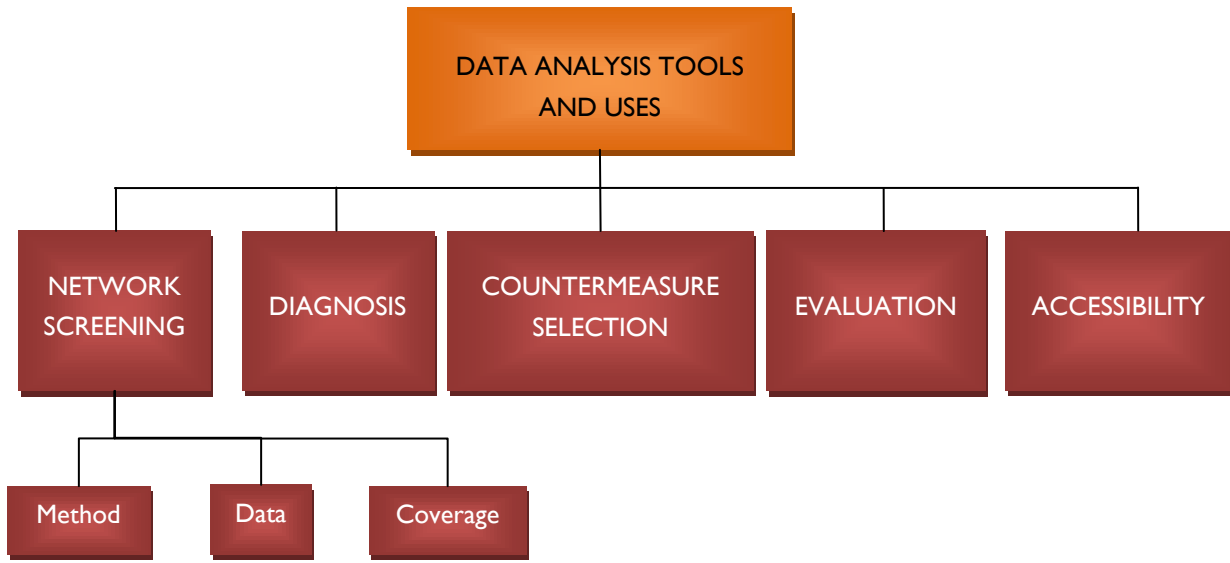 DATA ANALYSIS TOOLS
AND USES
NETWORK
SCREENING
DIAGNOSIS
COUNTERMEASURE
SELECTION
EVALUATION
ACCESSIBILITY
Method
Data
Coverage